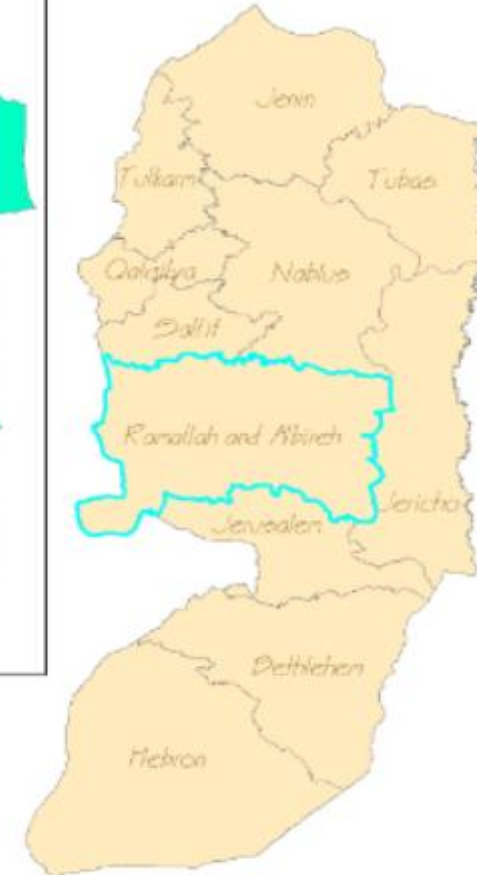 Jenin
Tulkarm
Tubas
Qalqilya
Nablus
Salfit
Ramallah and Albireh
Jericho
Jerusalem
Bethlehem
Hebron